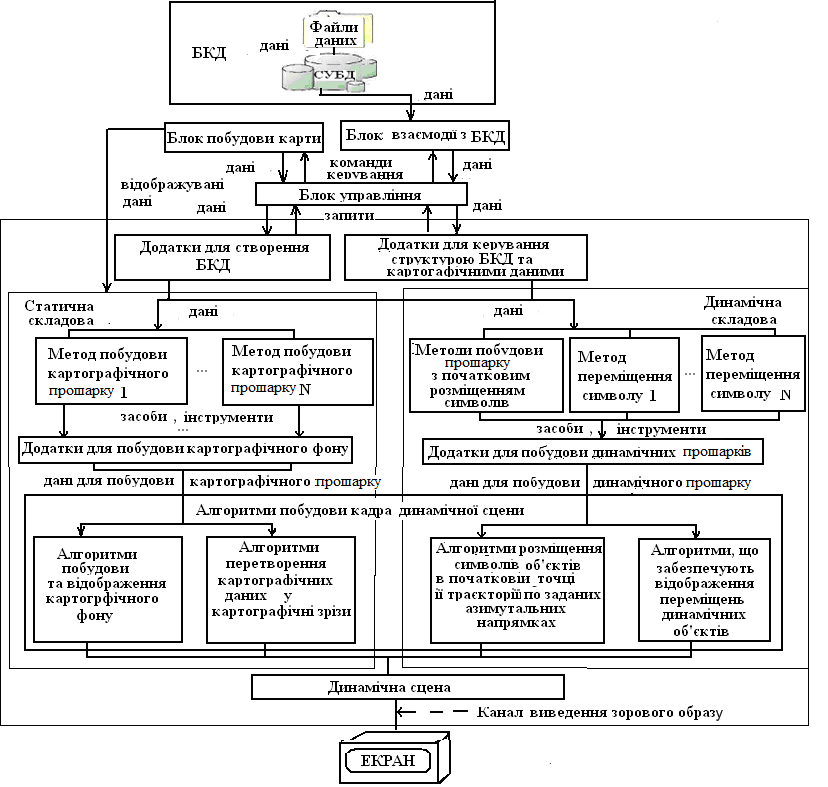 Файли
даних
БКД
дані
СУБД
дані
Блок побудови карти
Блок взаємодії з БКД
дані
команди
керування
дані
відображувані
дані
Блок управління
дані
запити
дані
Додатки для створення
БКД
Додатки для керування
структурою БКД та
картогафічними даними
Статична
складова
дані
дані
Динамічна
складова
Метод побудови
картографічного
прошарку 1
...
Метод побудови
картографічного
прошарку N
Методи побудови
прошарку
з початковим
розміщенням
символів
Метод
переміщення
символу 1
...
Метод
переміщення
символу N
засоби , інструменти
...
засоби , інструменти
Додатки для побудови картографічного фону
Додатки для побудови динамічних прошарків
дані для побудови картографічного прошарку
дані для побудови динамічного прошарку
Алгоритми побудови кадра динамічної сцени
Алгоритми
побудови
та відображення
картогрфічного
фону
Алгоритми
перетворення
картографічних
даних у
картографічні зрізи
Алгоритми розміщення
символів об'єктів
в початковій точці
її траєкторії по заданих
азимутальних
напрямках
Алгоритми, що
забезпечують
відображення
переміщень
динамічних
об'єктів
Динамічна сцена
Канал виведення зорового образу
ЕКРАН